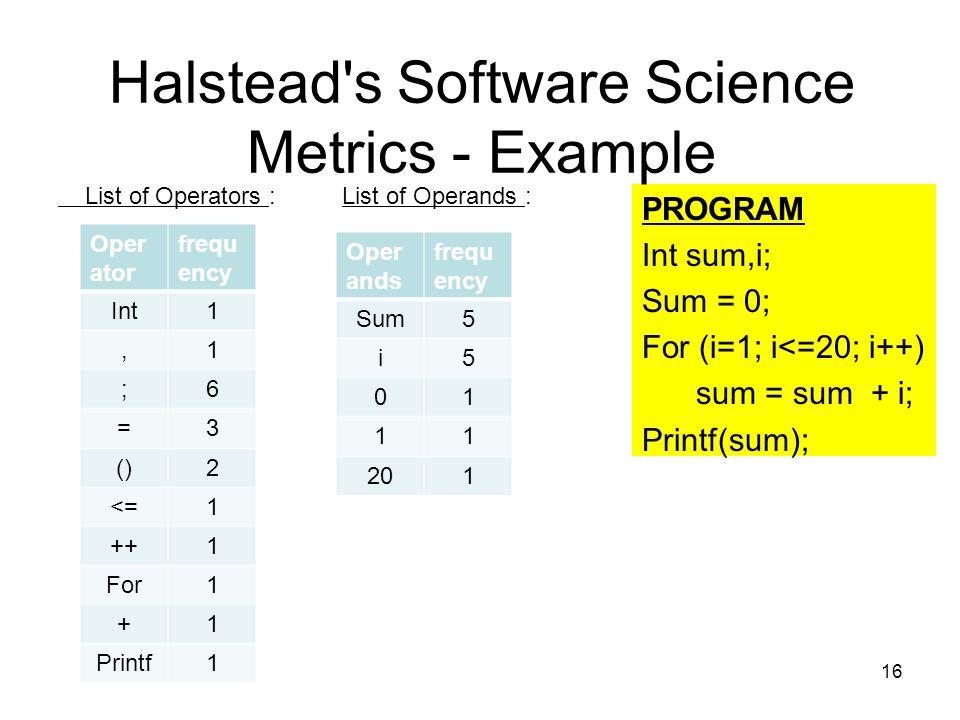 Halstead's Software Science
Metrics - Example
List of Operators :
Oper
ator
frequ
ency
Int 1
, 1
; 6
= 3
() 2
<= 1
++ 1
For 1
+ 1
Printf 1
List of Operands :
Oper
ands
frequ
ency
Sum 5
i 5
0 1
1 1
20 1
PROGRAM
Int sum,i;
Sum = 0;
For (i=1; i<=20; i++)
sum = sum + i;
Printf(sum);
16